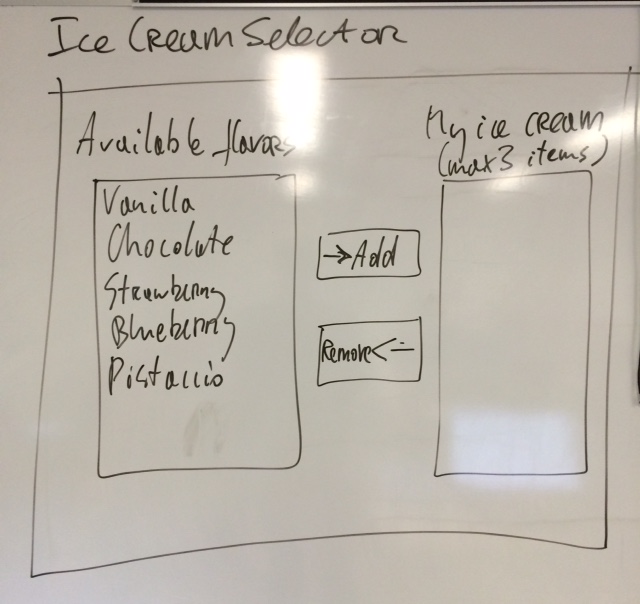 Ice Cream Selector
Available flavors
My ice cream
(max 3 items)
Vanilla
Chocolate
Strawberry
Blueberry
Pistaccio
→ Add
Remove ←